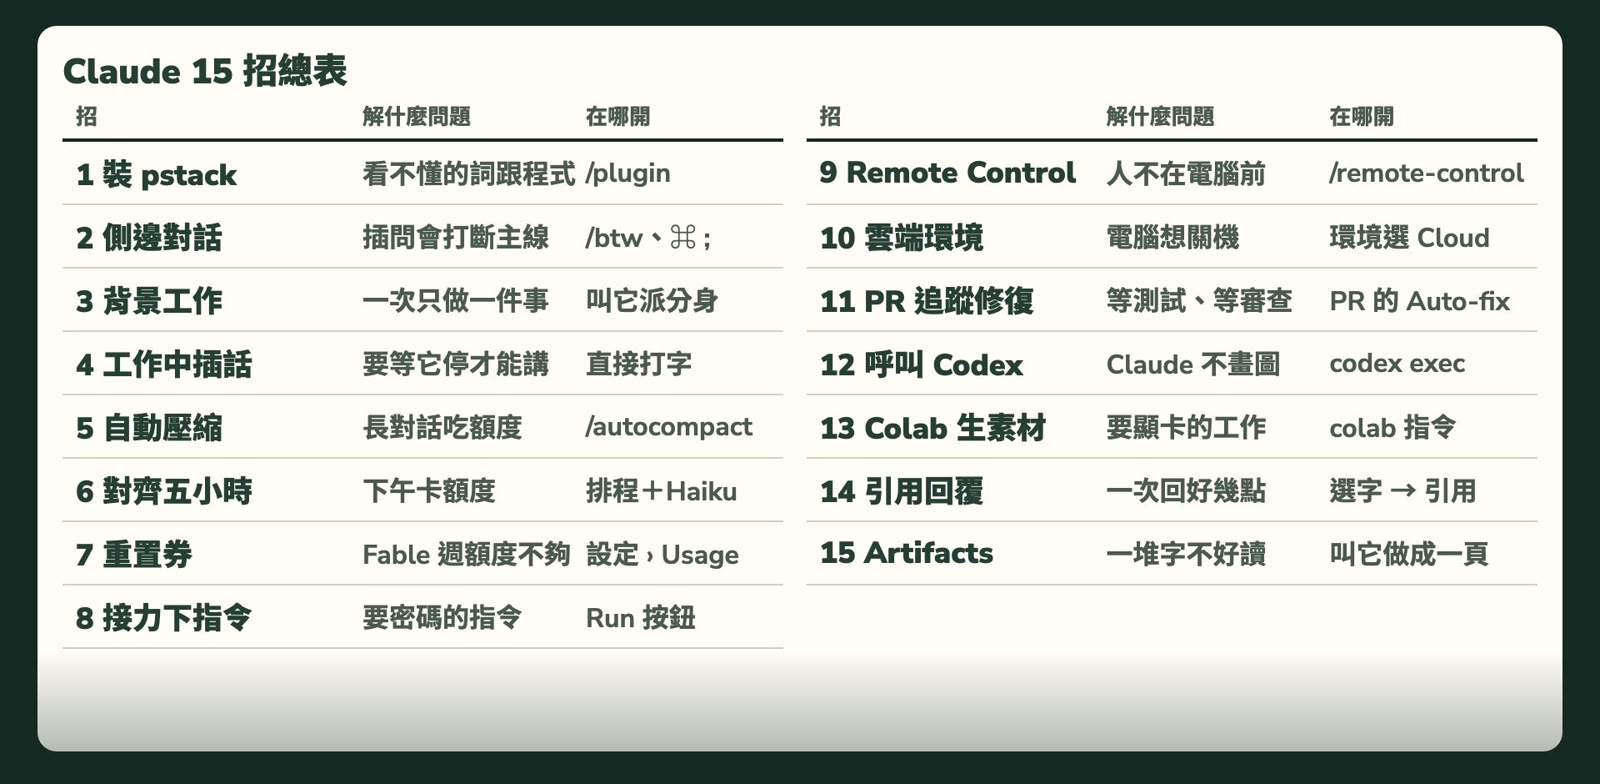 Claude 15 招總表
招 解什麼問題 在哪開
1 裝 pstack 看不懂的詞跟程式 /plugin
2 側邊對話 插問會打斷主線 /btw、⌘ ;
3 背景工作 一次只做一件事 叫它派分身
4 工作中插話 要等它停才能講 直接打字
5 自動壓縮 長對話吃額度 /autocompact
6 對齊五小時 下午卡額度 排程＋Haiku
7 重置券 Fable 週額度不夠 設定 › Usage
8 接力下指令 要密碼的指令 Run 按鈕
招 解什麼問題 在哪開
9 Remote Control 人不在電腦前 /remote-control
10 雲端環境 電腦想關機 環境選 Cloud
11 PR 追蹤修復 等測試、等審查 PR 的 Auto-fix
12 呼叫 Codex Claude 不畫圖 codex exec
13 Colab 生素材 要顯卡的工作 colab 指令
14 引用回覆 一次回好幾點 選字 → 引用
15 Artifacts 一堆字不好讀 叫它做成一頁